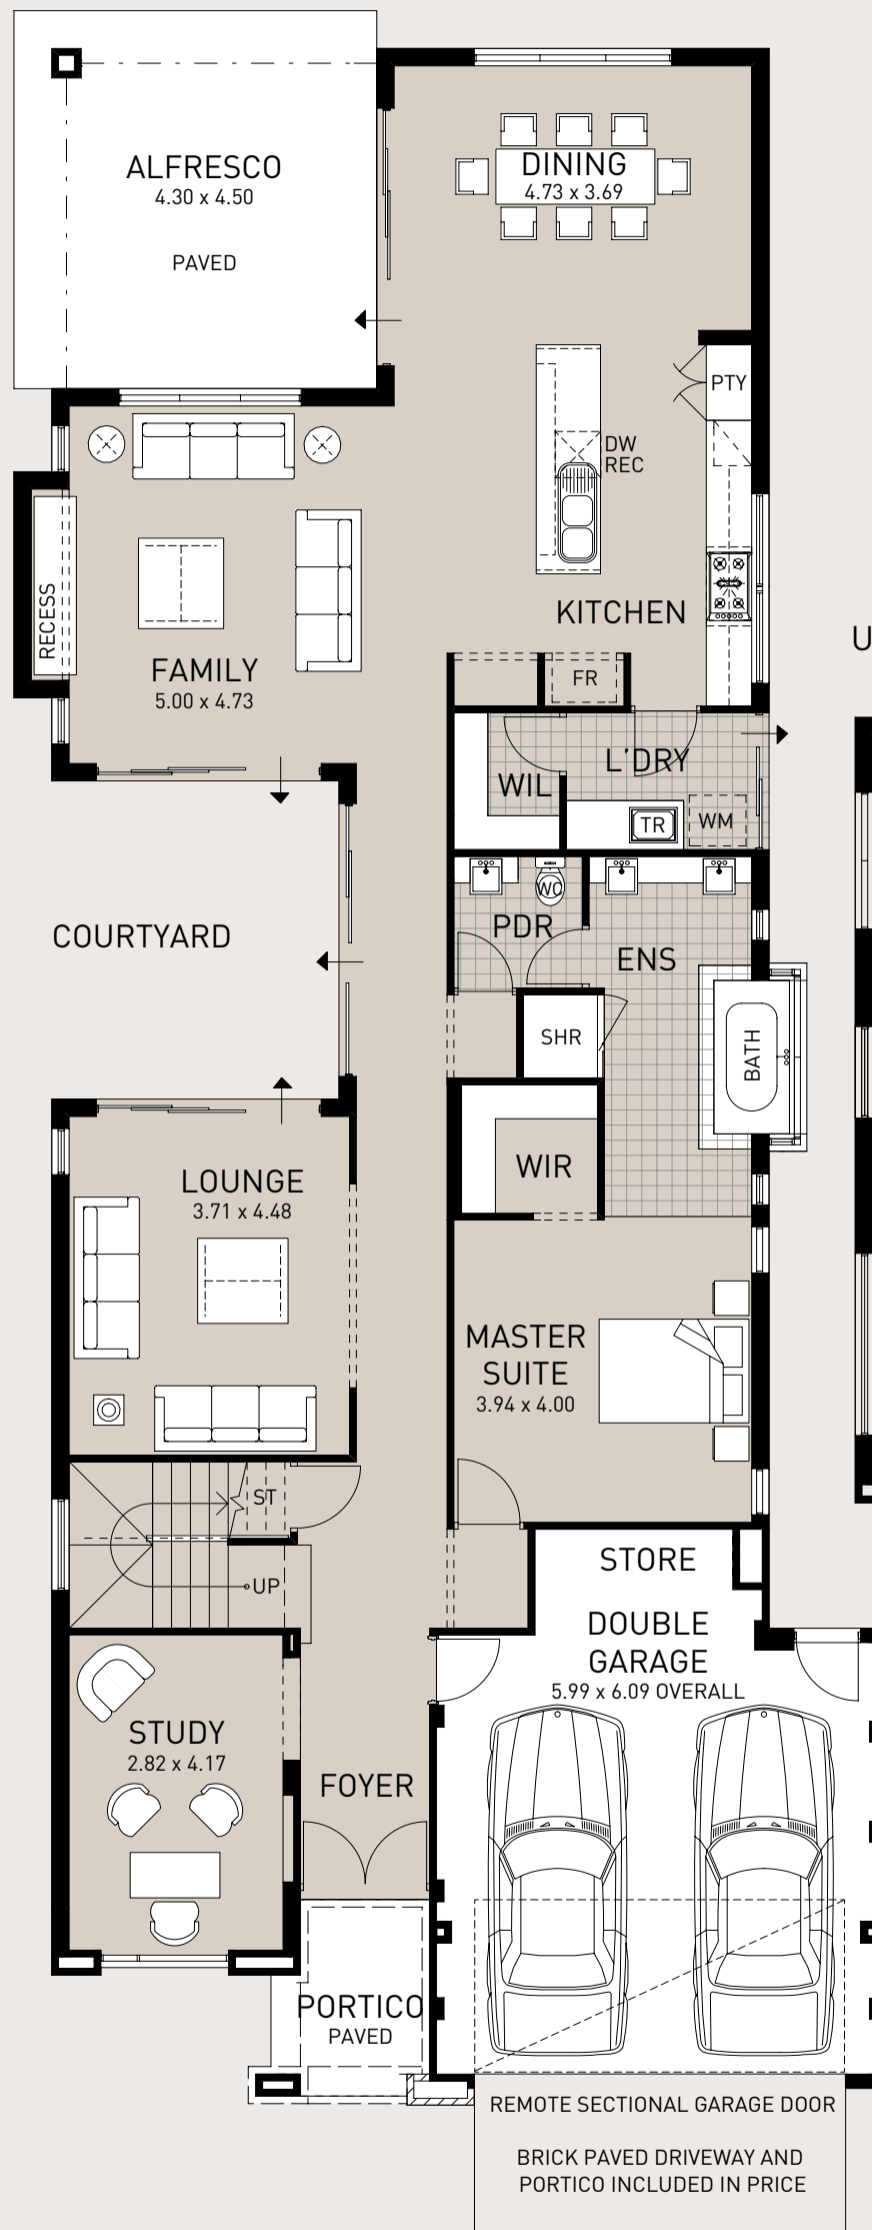 ALFRESCO
4.30 x 4.50
PAVED
DINING
4.73 x 3.69
PTY
DW
REC
RECESS
KITCHEN
U
FAMILY
5.00 x 4.73
FR
L'DRY
WIL
TR
WM
WC
PDR
COURTYARD
ENS
SHR
BATH
WIR
LOUNGE
3.71 x 4.48
MASTER
SUITE
3.94 x 4.00
ST
UP
STORE
DOUBLE
GARAGE
5.99 x 6.09 OVERALL
STUDY
2.82 x 4.17
FOYER
PORTICO
PAVED
REMOTE SECTIONAL GARAGE DOOR
BRICK PAVED DRIVEWAY AND
PORTICO INCLUDED IN PRICE